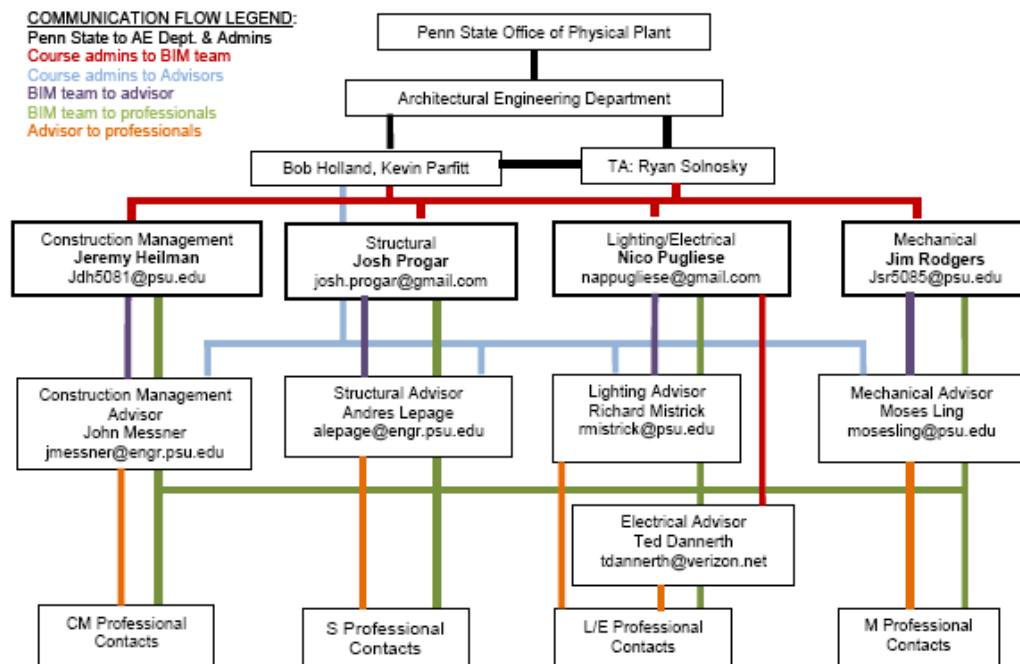 COMMUNICATION FLOW LEGEND:
Penn State to AE Dept. & Admins
Course admins to BIM team
Course admins to Advisors
BIM team to advisor
BIM team to professionals
Advisor to professionals
Penn State Office of Physical Plant
Architectural Engineering Department
Bob Holland, Kevin Parfitt
TA: Ryan Solnosky
Construction Management
Jeremy Heilman
Jdh5081@psu.edu
Structural
Josh Progar
josh.progar@gmail.com
Lighting/Electrical
Nico Pugliese
nappugliese@gmail.com
Mechanical
Jim Rodgers
Jsr5085@psu.edu
Construction Management
Advisor
John Messner
jmessner@engr.psu.edu
Structural Advisor
Andres Lepage
alepage@engr.psu.edu
Lighting Advisor
Richard Mistrick
rmistrick@psu.edu
Mechanical Advisor
Moses Ling
mosesling@psu.edu
Electrical Advisor
Ted Dannerth
tdannerth@verizon.net
CM Professional
Contacts
S Professional
Contacts
L/E Professional
Contacts
M Professional
Contacts